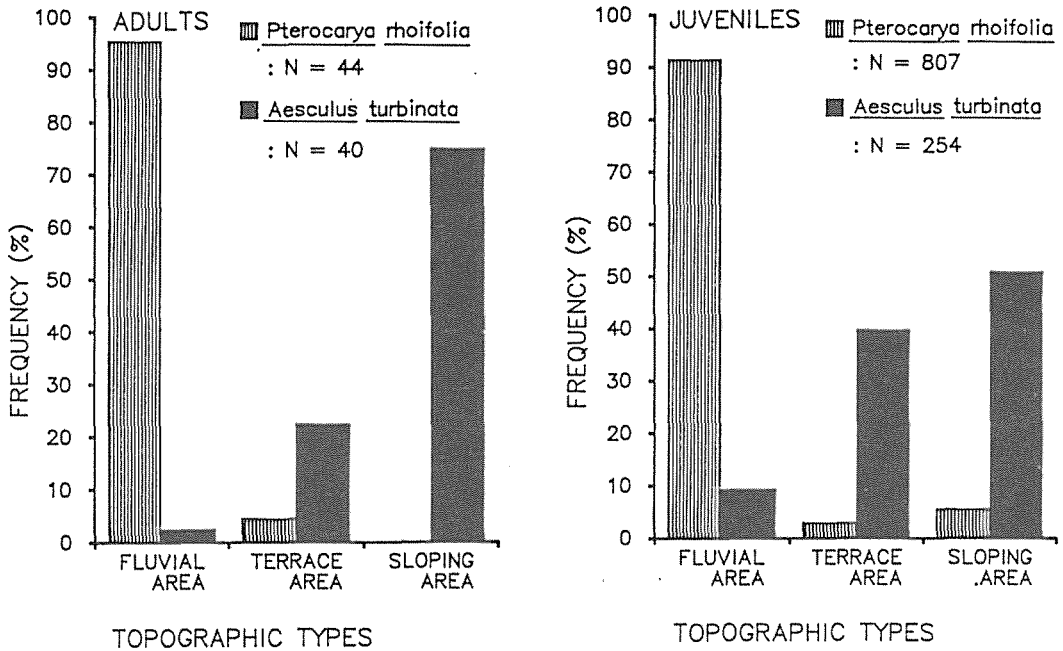 ADULTS
Pterocarya rhoifolia
: N = 44
Aesculus turbinata
: N = 40
FREQUENCY (%)
100
90
80
70
60
50
40
30
20
10
0
FLUVIAL AREA
TERRACE AREA
SLOPING AREA
TOPOGRAPHIC TYPES
JUVENILES
Pterocarya rhoifolia
: N = 807
Aesculus turbinata
: N = 254
FREQUENCY (%)
100
90
80
70
60
50
40
30
20
10
0
FLUVIAL AREA
TERRACE AREA
SLOPING AREA
TOPOGRAPHIC TYPES